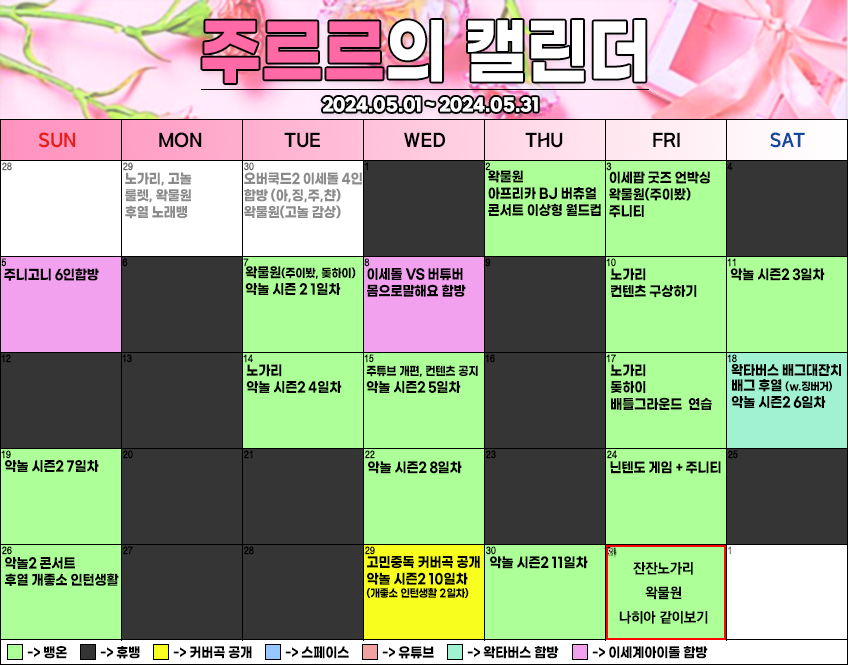 주르르의 캘린더
2024.05.01 ~ 2024.05.31
SUN MON TUE WED THU FRI SAT
28
29
노가리, 고놀
룰렛, 왁물원
후열 노래뱅
30
오버쿡드2 이세돌 4인
합방 (아,징,주,챤)
왁물원(고놀 감상)
1
2
왁물원
아프리카 BJ 버츄얼
콘서트 이상형 월드컵
3
이세팜 굿즈 언박싱
왁물원(주이봤)
주니티
4
5
주니고니 6인합방
6
7
왁물원(주이봤, 돚하이)
악놀 시즌 2 1일차
8
이세돌 VS 버튜버
몸으로말해요 합방
9
10
노가리
컨텐츠 구상하기
11
악놀 시즌2 3일차
12
13
14
노가리
악놀 시즌2 4일차
15
주튜브 개편, 컨텐츠 공지
악놀 시즌2 5일차
16
17
노가리
돚하이
배틀그라운드 연습
18
왁타버스 배그대잔치
배그 후열 (w.징버거)
악놀 시즌2 6일차
19
악놀 시즌2 7일차
20
21
22
악놀 시즌2 8일차
23
24
닌텐도 게임 + 주니티
25
26
악놀2 콘서트
후열 개좋소 인턴생활
27
28
29
고민중독 커버곡 공개
악놀 시즌2 10일차
(개좋소 인턴생활 2일차)
30
악놀 시즌2 11일차
잔잔노가리
왁물원
나히아 같이보기
1
-> 뱅온 -> 휴뱅 -> 커버곡 공개 -> 스페이스 -> 유튜브 -> 왁타버스 합방 -> 이세계아이돌 합방